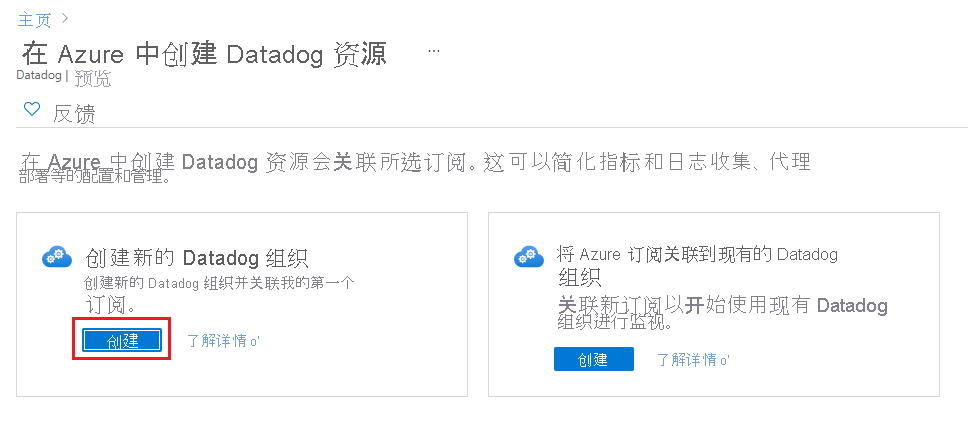 主页 >
在 Azure 中创建 Datadog 资源 ...
Datadog | 预览
反馈
在 Azure 中创建 Datadog 资源会关联所选订阅。这可以简化指标和日志收集、代理
部署等的配置和管理。
创建新的 Datadog 组织
创建新的 Datadog 组织并关联我的第一个
订阅。
创建 了解详情 o'
将 Azure 订阅关联到现有的 Datadog
组织
关联新订阅以开始使用现有 Datadog
组织进行监视。
创建 了解详情 o'